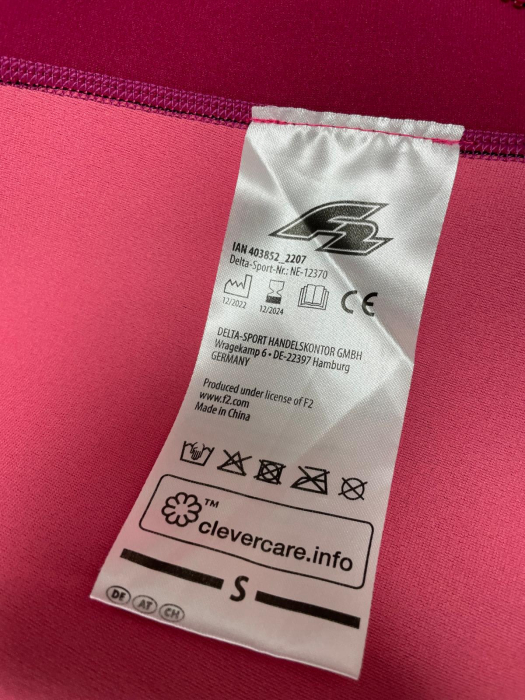 F2
IAN 403852_2207
Delta-Sport-Nr.: NE-12370
12/2022 12/2024 CE
DELTA-SPORT HANDELSKONTOR GMBH
Wragekamp 6 • DE-22397 Hamburg
GERMANY
Produced under license of F2
www.f2.com
Made in China
™
clevercare.info
S
DE AT CH